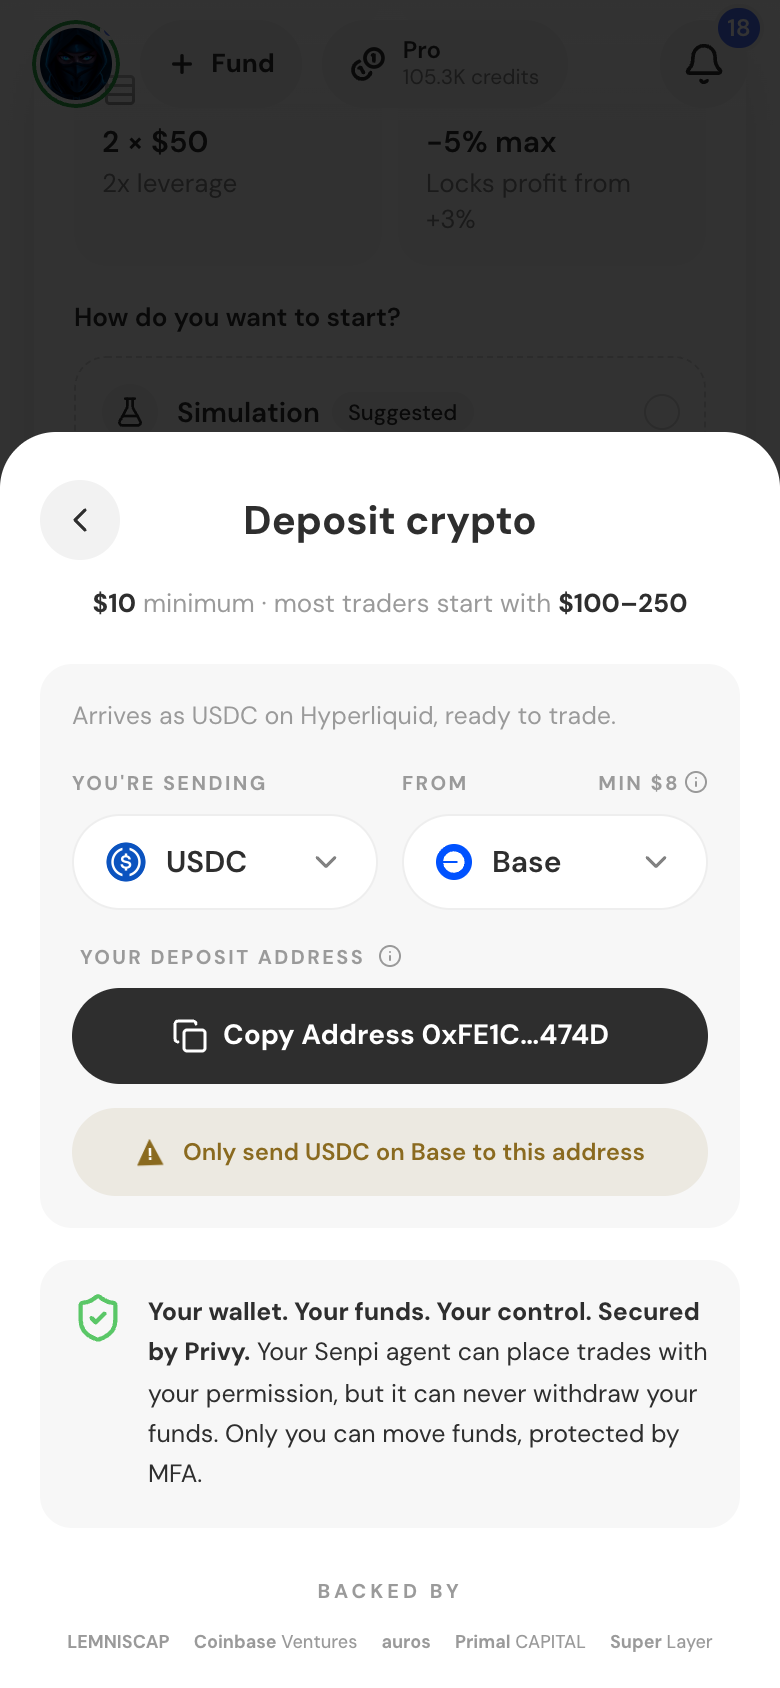 18
+ Fund
Pro
105.3K credits
2 × $50
-5% max
2x leverage
Locks profit from
+3%
How do you want to start?
Simulation Suggested
Deposit crypto
$10 minimum · most traders start with $100–250
Arrives as USDC on Hyperliquid, ready to trade.
YOU'RE SENDING
FROM
MIN $8
USDC
Base
YOUR DEPOSIT ADDRESS
Copy Address 0xFE1C...474D
Only send USDC on Base to this address
Your wallet. Your funds. Your control. Secured
by Privy. Your Senpi agent can place trades with
your permission, but it can never withdraw your
funds. Only you can move funds, protected by
MFA.
BACKED BY
LEMNISCAP Coinbase Ventures auros Primal CAPITAL Super Layer